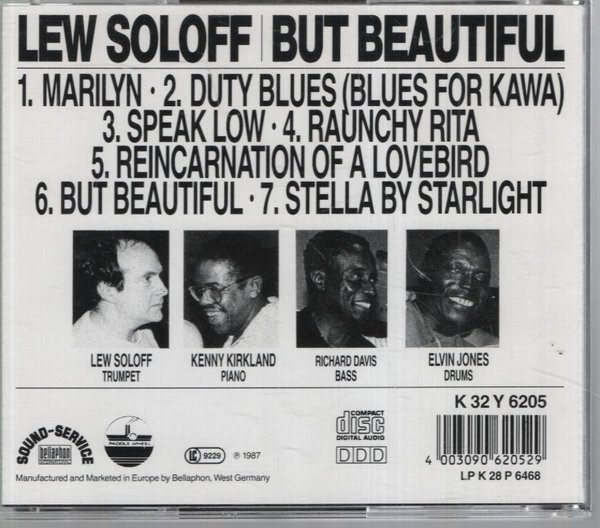 LEW SOLOFF | BUT BEAUTIFUL
1. MARILYN · 2. DUTY BLUES (BLUES FOR KAWA)
3. SPEAK LOW · 4. RAUNCHY RITA
5. REINCARNATION OF A LOVEBIRD
6. BUT BEAUTIFUL · 7. STELLA BY STARLIGHT
LEW SOLOFF
TRUMPET
KENNY KIRKLAND
PIANO
RICHARD DAVIS
BASS
ELVIN JONES
DRUMS
SOUND-SERVICE
bellaphon
PADDLE WHEEL
LC 9229
℗ 1987
COMPACT
disc
DIGITAL AUDIO
DDD
K 32 Y 6205
4 003090 620529
LP K 28 P 6468
Manufactured and Marketed in Europe by Bellaphon, West Germany